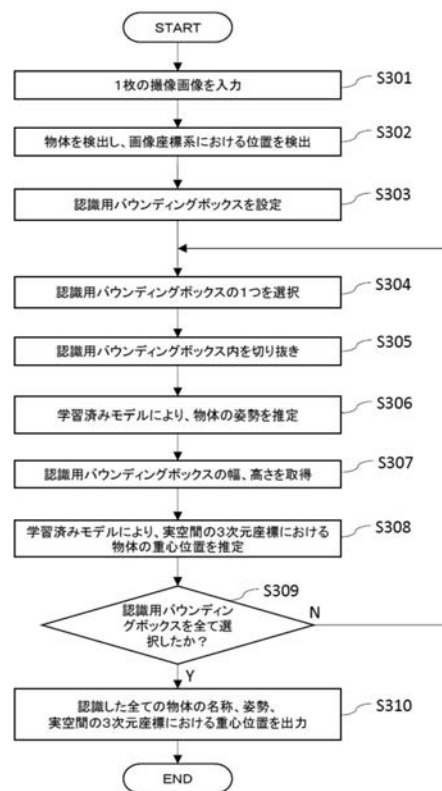 START
1枚の撮像画像を入力
S301
物体を検出し、画像座標系における位置を検出
S302
認識用バウンディングボックスを設定
S303
認識用バウンディングボックスの1つを選択
S304
認識用バウンディングボックス内を切り抜き
S305
学習済みモデルにより、物体の姿勢を推定
S306
認識用バウンディングボックスの幅、高さを取得
S307
学習済みモデルにより、実空間の3次元座標における
物体の重心位置を推定
S308
S309
認識用バウンディン
グボックスを全て選
択したか？
N
Y
認識した全ての物体の名称、姿勢、
実空間の3次元座標における重心位置を出力
S310
END